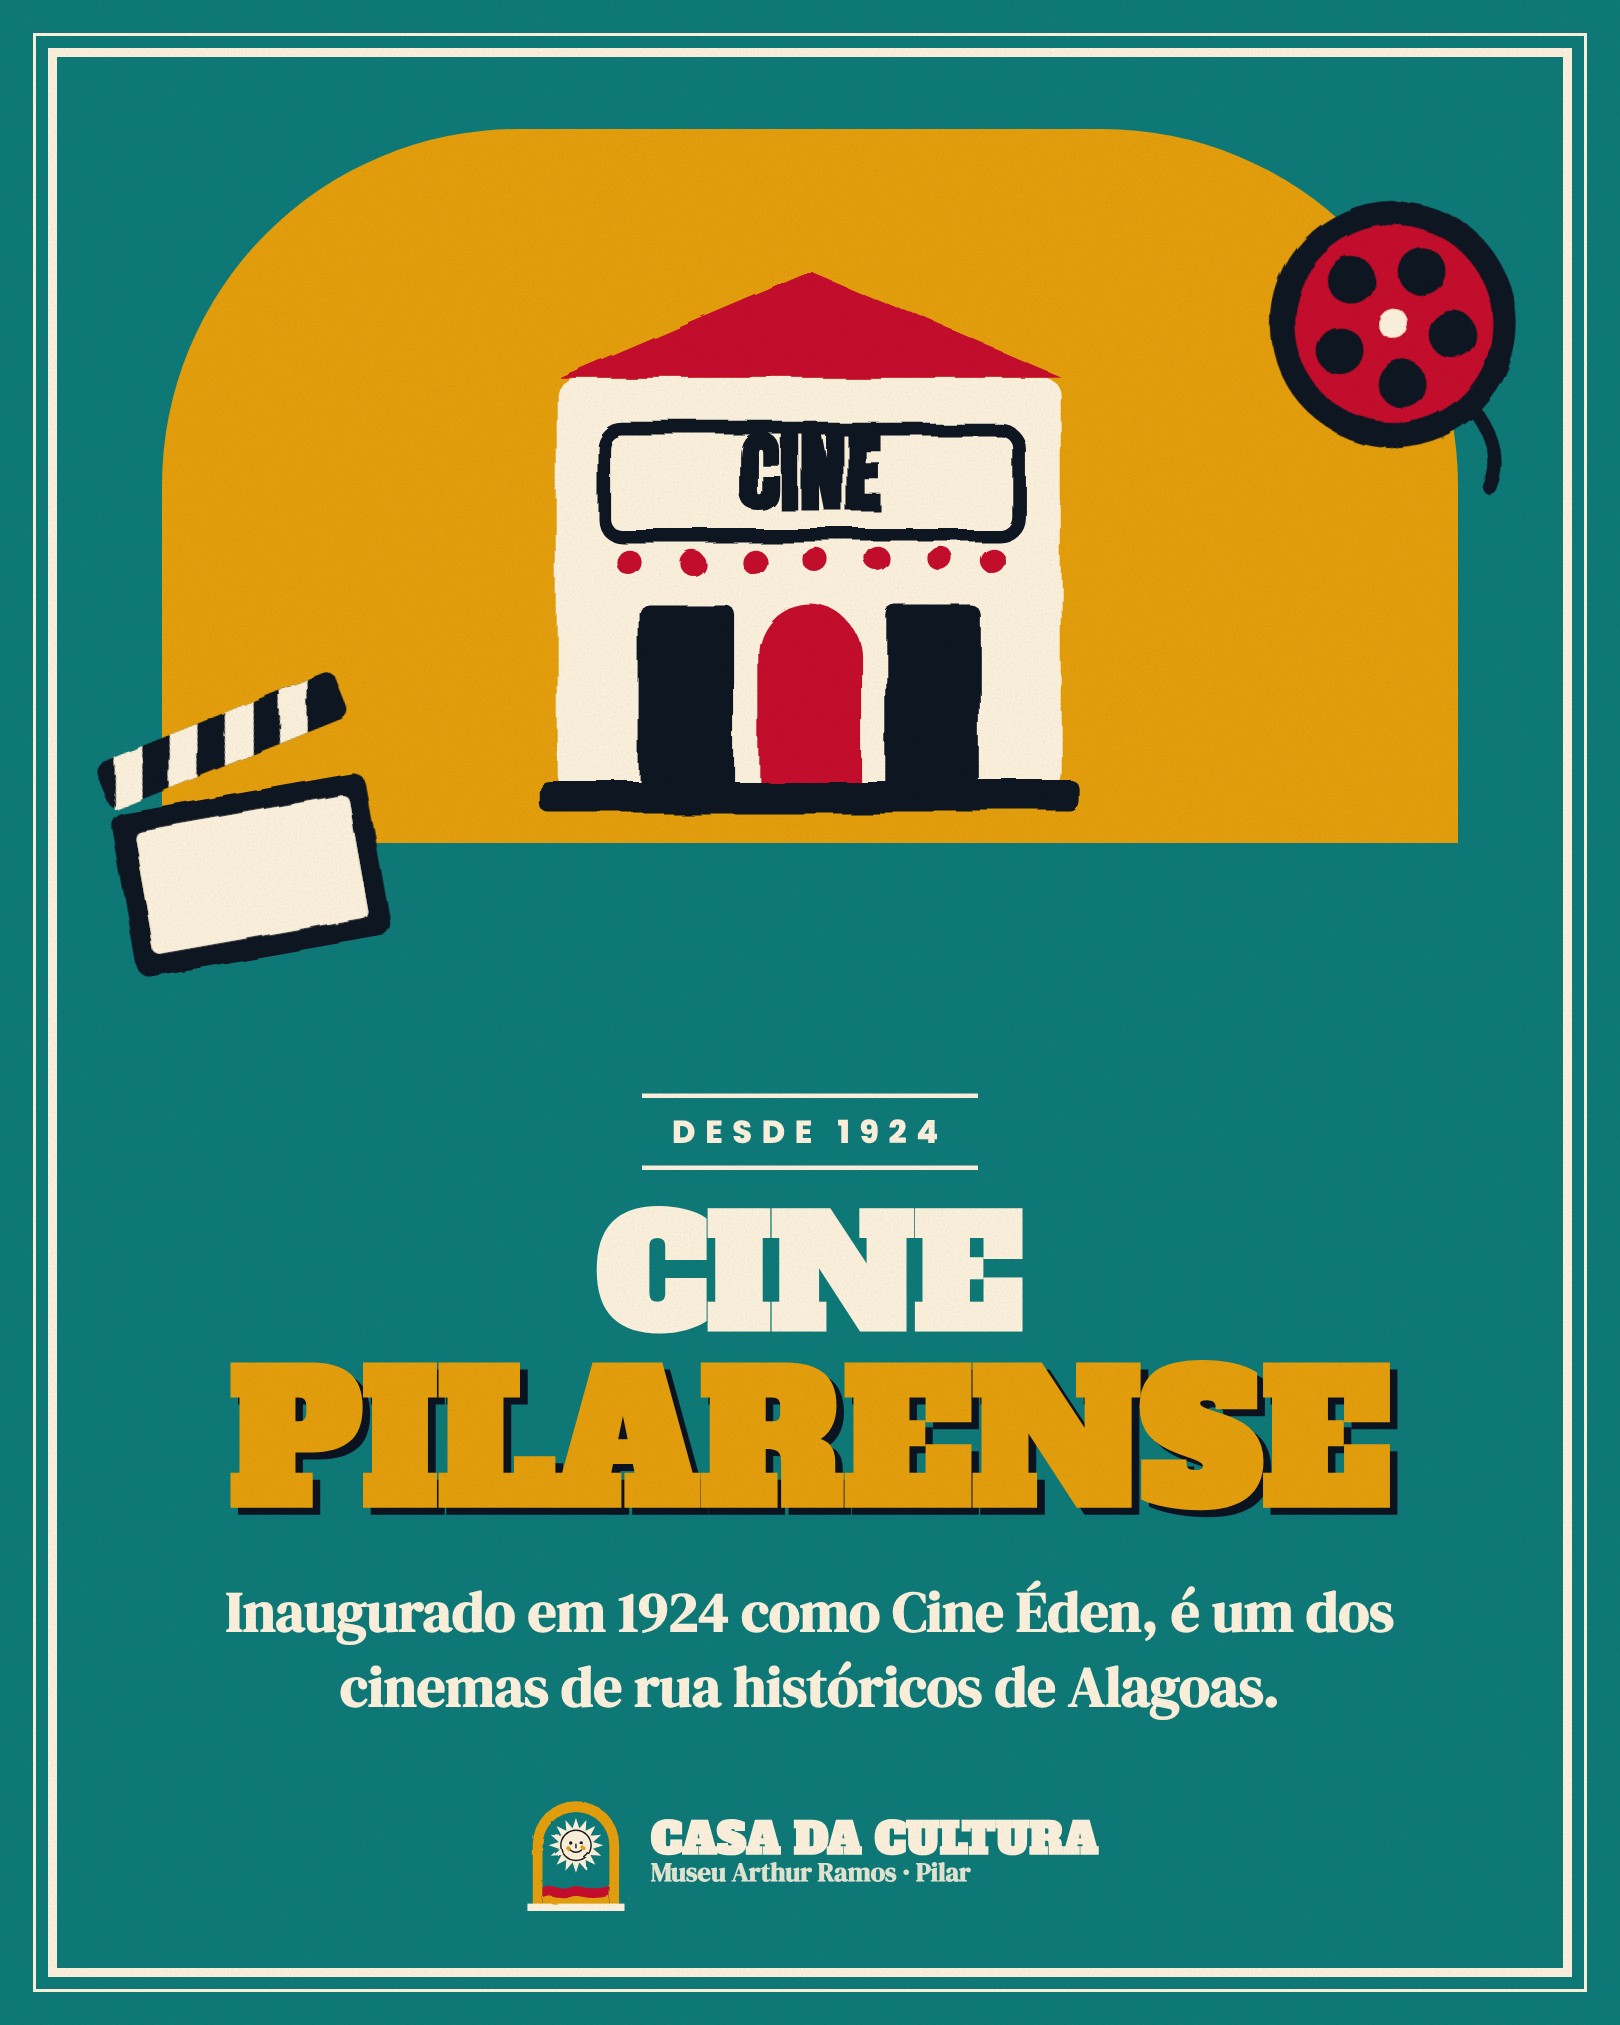 CINE
DESDE 1924
CINE
PILARENSE
Inaugurado em 1924 como Cine Éden, é um dos
cinemas de rua históricos de Alagoas.
CASA DA CULTURA
Museu Arthur Ramos · Pilar